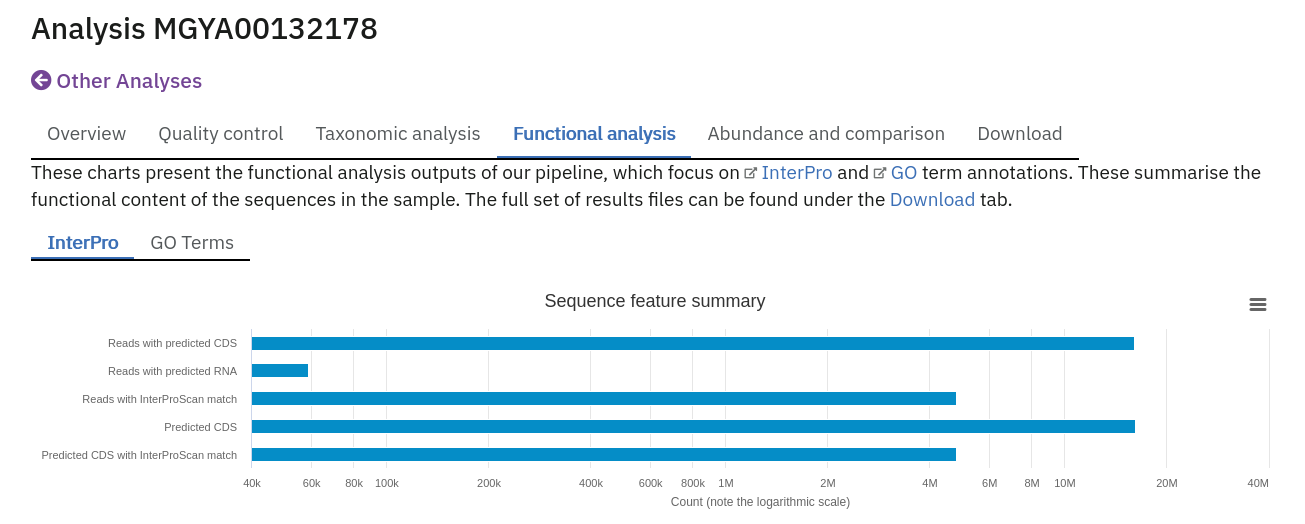 Analysis MGYA00132178
Other Analyses
Overview Quality control Taxonomic analysis Functional analysis Abundance and comparison Download
These charts present the functional analysis outputs of our pipeline, which focus on InterPro and GO term annotations. These summarise the
functional content of the sequences in the sample. The full set of results files can be found under the Download tab.
InterPro GO Terms
Sequence feature summary
Reads with predicted CDS
Reads with predicted RNA
Reads with InterProScan match
Predicted CDS
Predicted CDS with InterProScan match
40k 60k 80k 100k 200k 400k 600k 800k 1M 2M 4M 6M 8M 10M 20M 40M
Count (note the logarithmic scale)